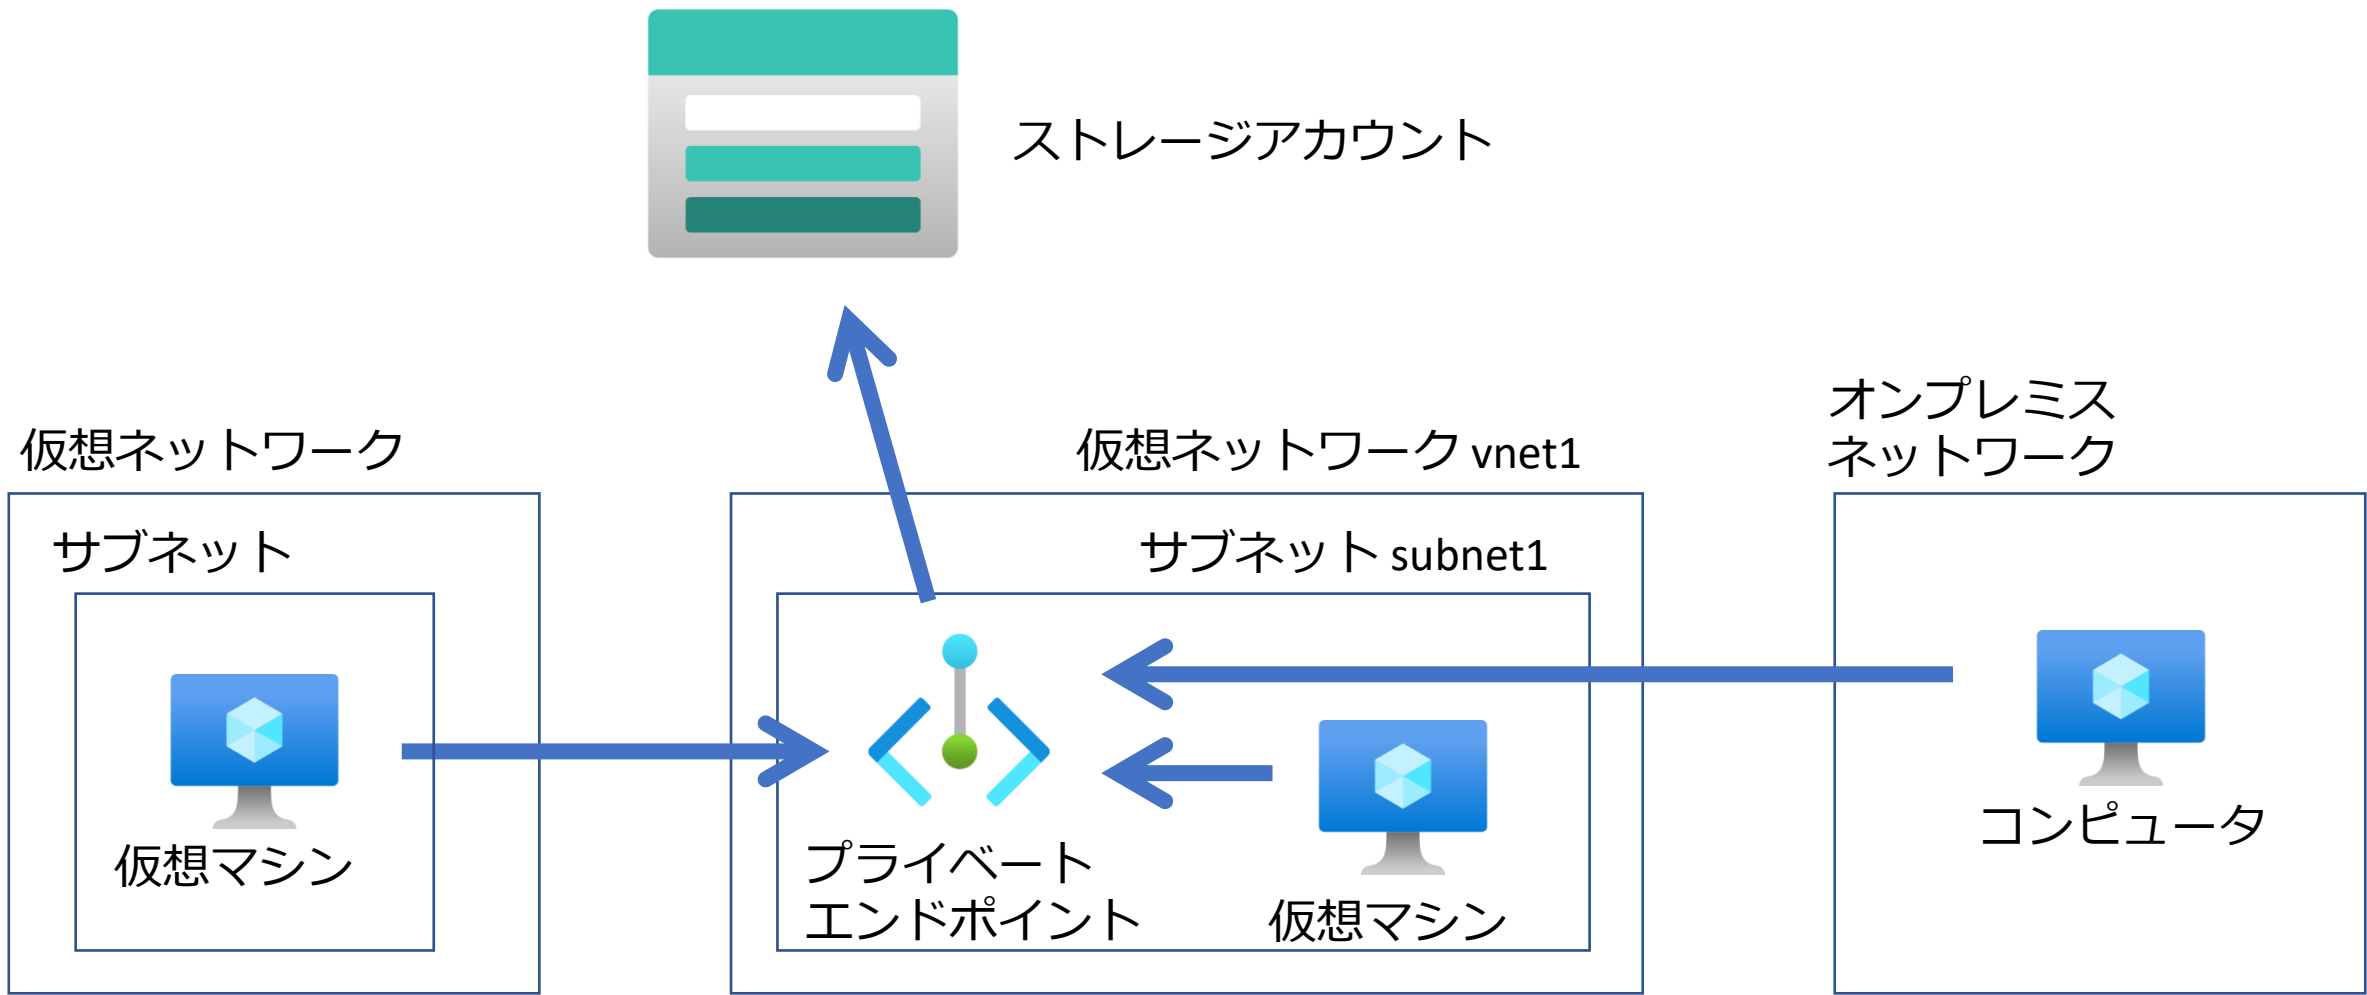 ストレージアカウント
仮想ネットワーク
サブネット
仮想マシン
仮想ネットワーク vnet1
サブネット subnet1
プライベート
エンドポイント
仮想マシン
オンプレミス
ネットワーク
コンピュータ